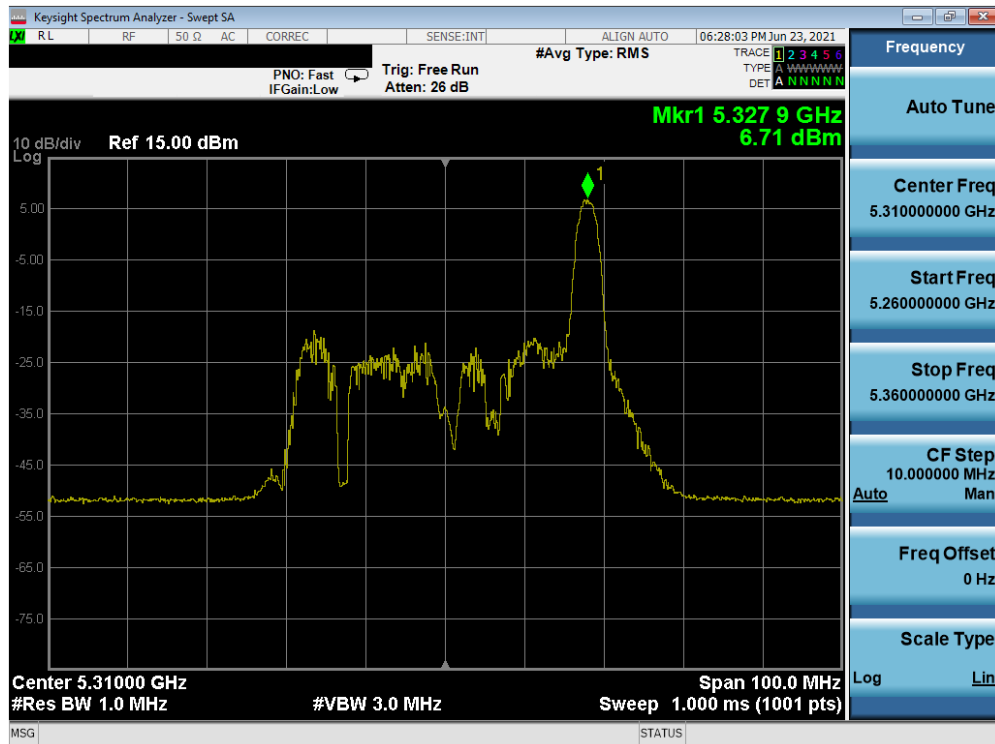 Keysight Spectrum Analyzer - Swept SA
LXI RL RF 50 Ω AC CORREC SENSE:INT ALIGN AUTO 06:28:03 PM Jun 23, 2021
#Avg Type: RMS
TRACE 1 2 3 4 5 6
TYPE A W W W W W
DET A N N N N N
PNO: Fast
IFGain:Low
Trig: Free Run
Atten: 26 dB
Mkr1 5.327 9 GHz
6.71 dBm
10 dB/div Ref 15.00 dBm
Log
1
5.00
-5.00
-15.0
-25.0
-35.0
-45.0
-55.0
-65.0
-75.0
Center 5.31000 GHz Span 100.0 MHz
#Res BW 1.0 MHz #VBW 3.0 MHz Sweep 1.000 ms (1001 pts)
MSG STATUS
Frequency
Auto Tune
Center Freq
5.310000000 GHz
Start Freq
5.260000000 GHz
Stop Freq
5.360000000 GHz
CF Step
10.000000 MHz
Auto Man
Freq Offset
0 Hz
Scale Type
Log Lin